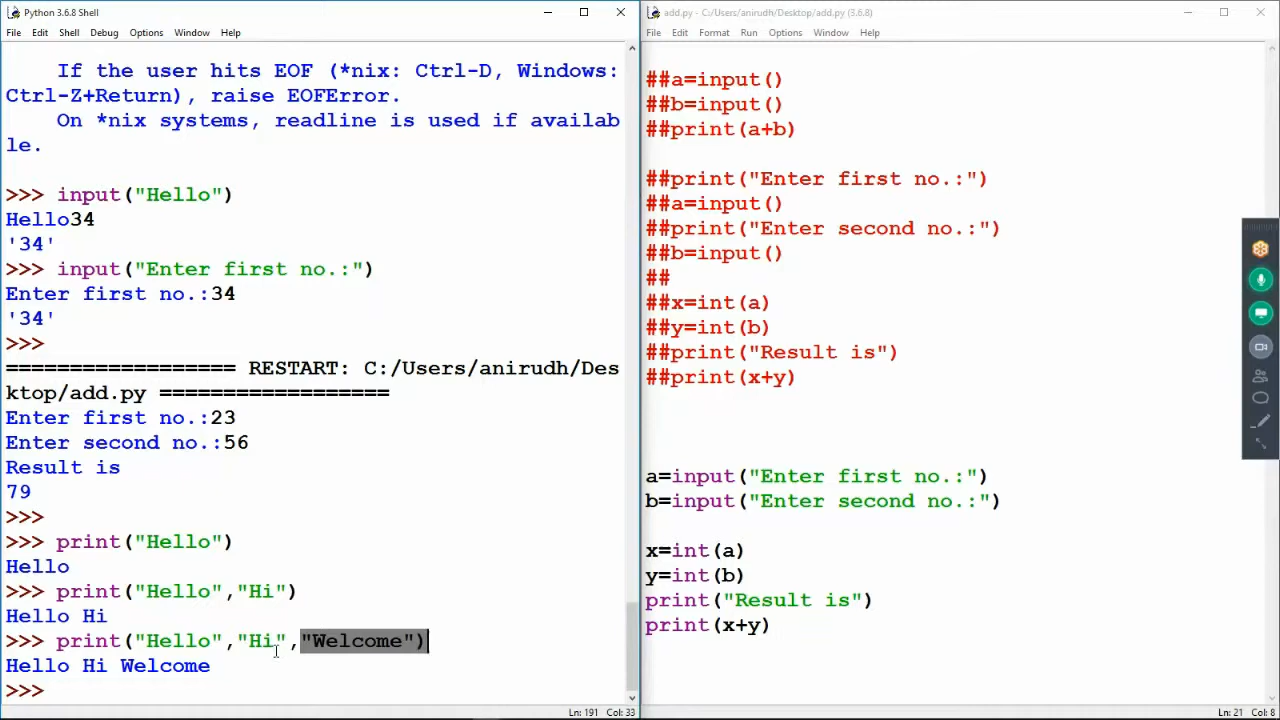 Python 3.6.8 Shell
File Edit Shell Debug Options Window Help
If the user hits EOF (*nix: Ctrl-D, Windows:
Ctrl-Z+Return), raise EOFError.
On *nix systems, readline is used if availab
le.
>>> input("Hello")
Hello34
'34'
>>> input("Enter first no.:")
Enter first no.:34
'34'
>>>
================== RESTART: C:/Users/anirudh/Des
ktop/add.py ==================
Enter first no.:23
Enter second no.:56
Result is
79
>>>
>>> print("Hello")
Hello
>>> print("Hello","Hi")
Hello Hi
>>> print("Hello","Hi","Welcome")
Hello Hi Welcome
>>>
Ln: 191 Col: 33
add.py - C:/Users/anirudh/Desktop/add.py (3.6.8)
File Edit Format Run Options Window Help
##a=input()
##b=input()
##print(a+b)
##print("Enter first no.:")
##a=input()
##print("Enter second no.:")
##b=input()
##
##x=int(a)
##y=int(b)
##print("Result is")
##print(x+y)
a=input("Enter first no.:")
b=input("Enter second no.:")
x=int(a)
y=int(b)
print("Result is")
print(x+y)
Ln: 21 Col: 8